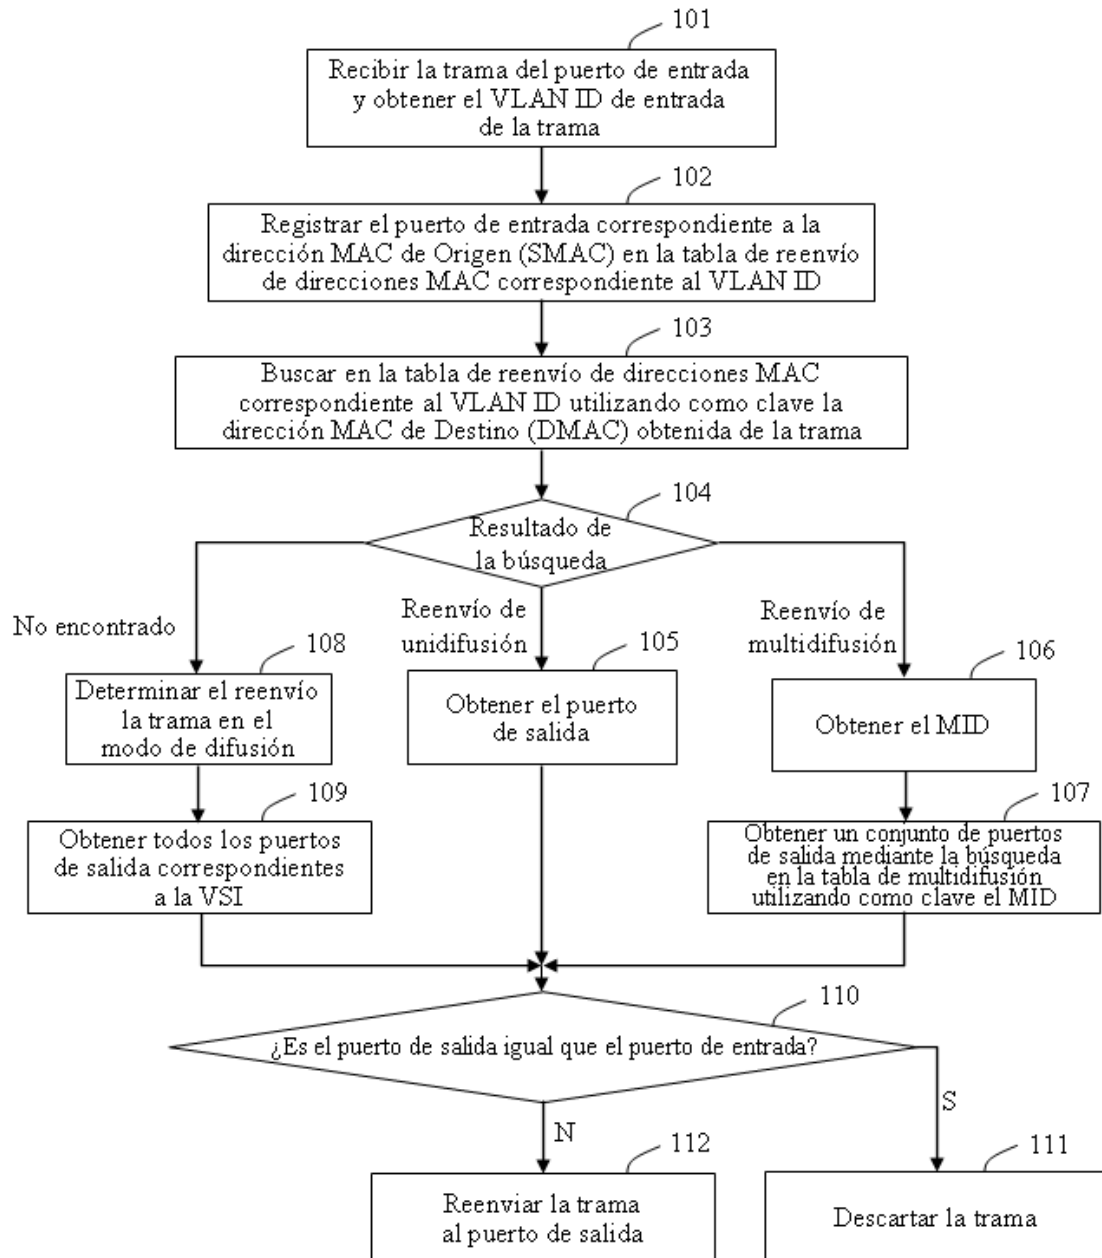 101
Recibir la trama del puerto de entrada
y obtener el VLAN ID de entrada
de la trama
102
Registrar el puerto de entrada correspondiente a la
dirección MAC de Origen (SMAC) en la tabla de reenvío
de direcciones MAC correspondiente al VLAN ID
103
Buscar en la tabla de reenvío de direcciones MAC
correspondiente al VLAN ID utilizando como clave la
dirección MAC de Destino (DMAC) obtenida de la trama
104
Resultado de
la búsqueda
No encontrado
Reenvío de
unidifusión
Reenvío de
multidifusión
108
Determinar el reenvío
la trama en el
modo de difusión
105
Obtener el puerto
de salida
106
Obtener el MID
109
Obtener todos los puertos
de salida correspondientes
a la VSI
107
Obtener un conjunto de puertos
de salida mediante la búsqueda
en la tabla de multidifusión
utilizando como clave el MID
110
¿Es el puerto de salida igual que el puerto de entrada?
N
S
112
Reenviar la trama
al puerto de salida
111
Descartar la trama